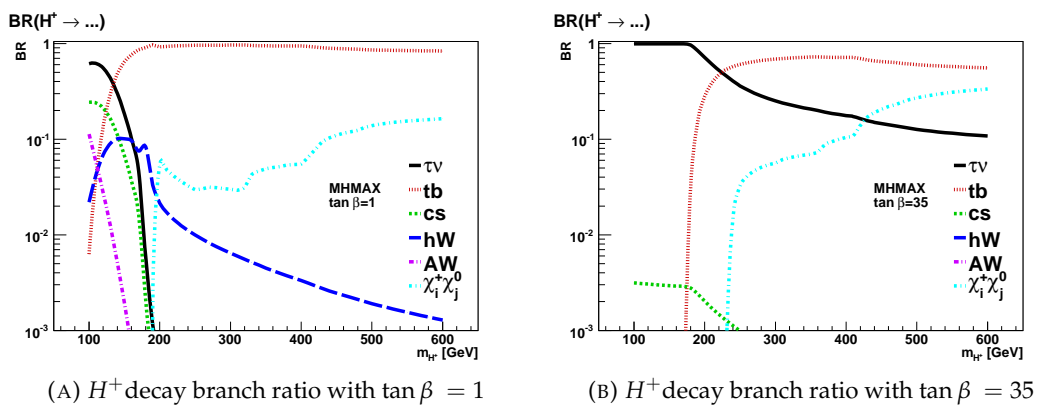 BR(H⁺ → ...)
BR
1
10⁻¹
10⁻²
10⁻³
100 200 300 400 500 600
m_H⁺ [GeV]
MHMAX
tan β=1
τν
tb
cs
hW
AW
χᵢ⁺χⱼ⁰
(A) H⁺decay branch ratio with tan β = 1
BR(H⁺ → ...)
BR
1
10⁻¹
10⁻²
10⁻³
100 200 300 400 500 600
m_H⁺ [GeV]
MHMAX
tan β=35
τν
tb
cs
hW
AW
χᵢ⁺χⱼ⁰
(B) H⁺decay branch ratio with tan β = 35